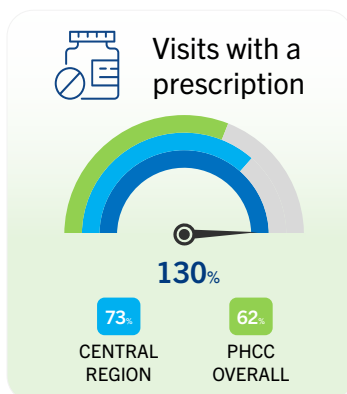 Visits with a
prescription
130%
73%
62%
CENTRAL
REGION
PHCC
OVERALL